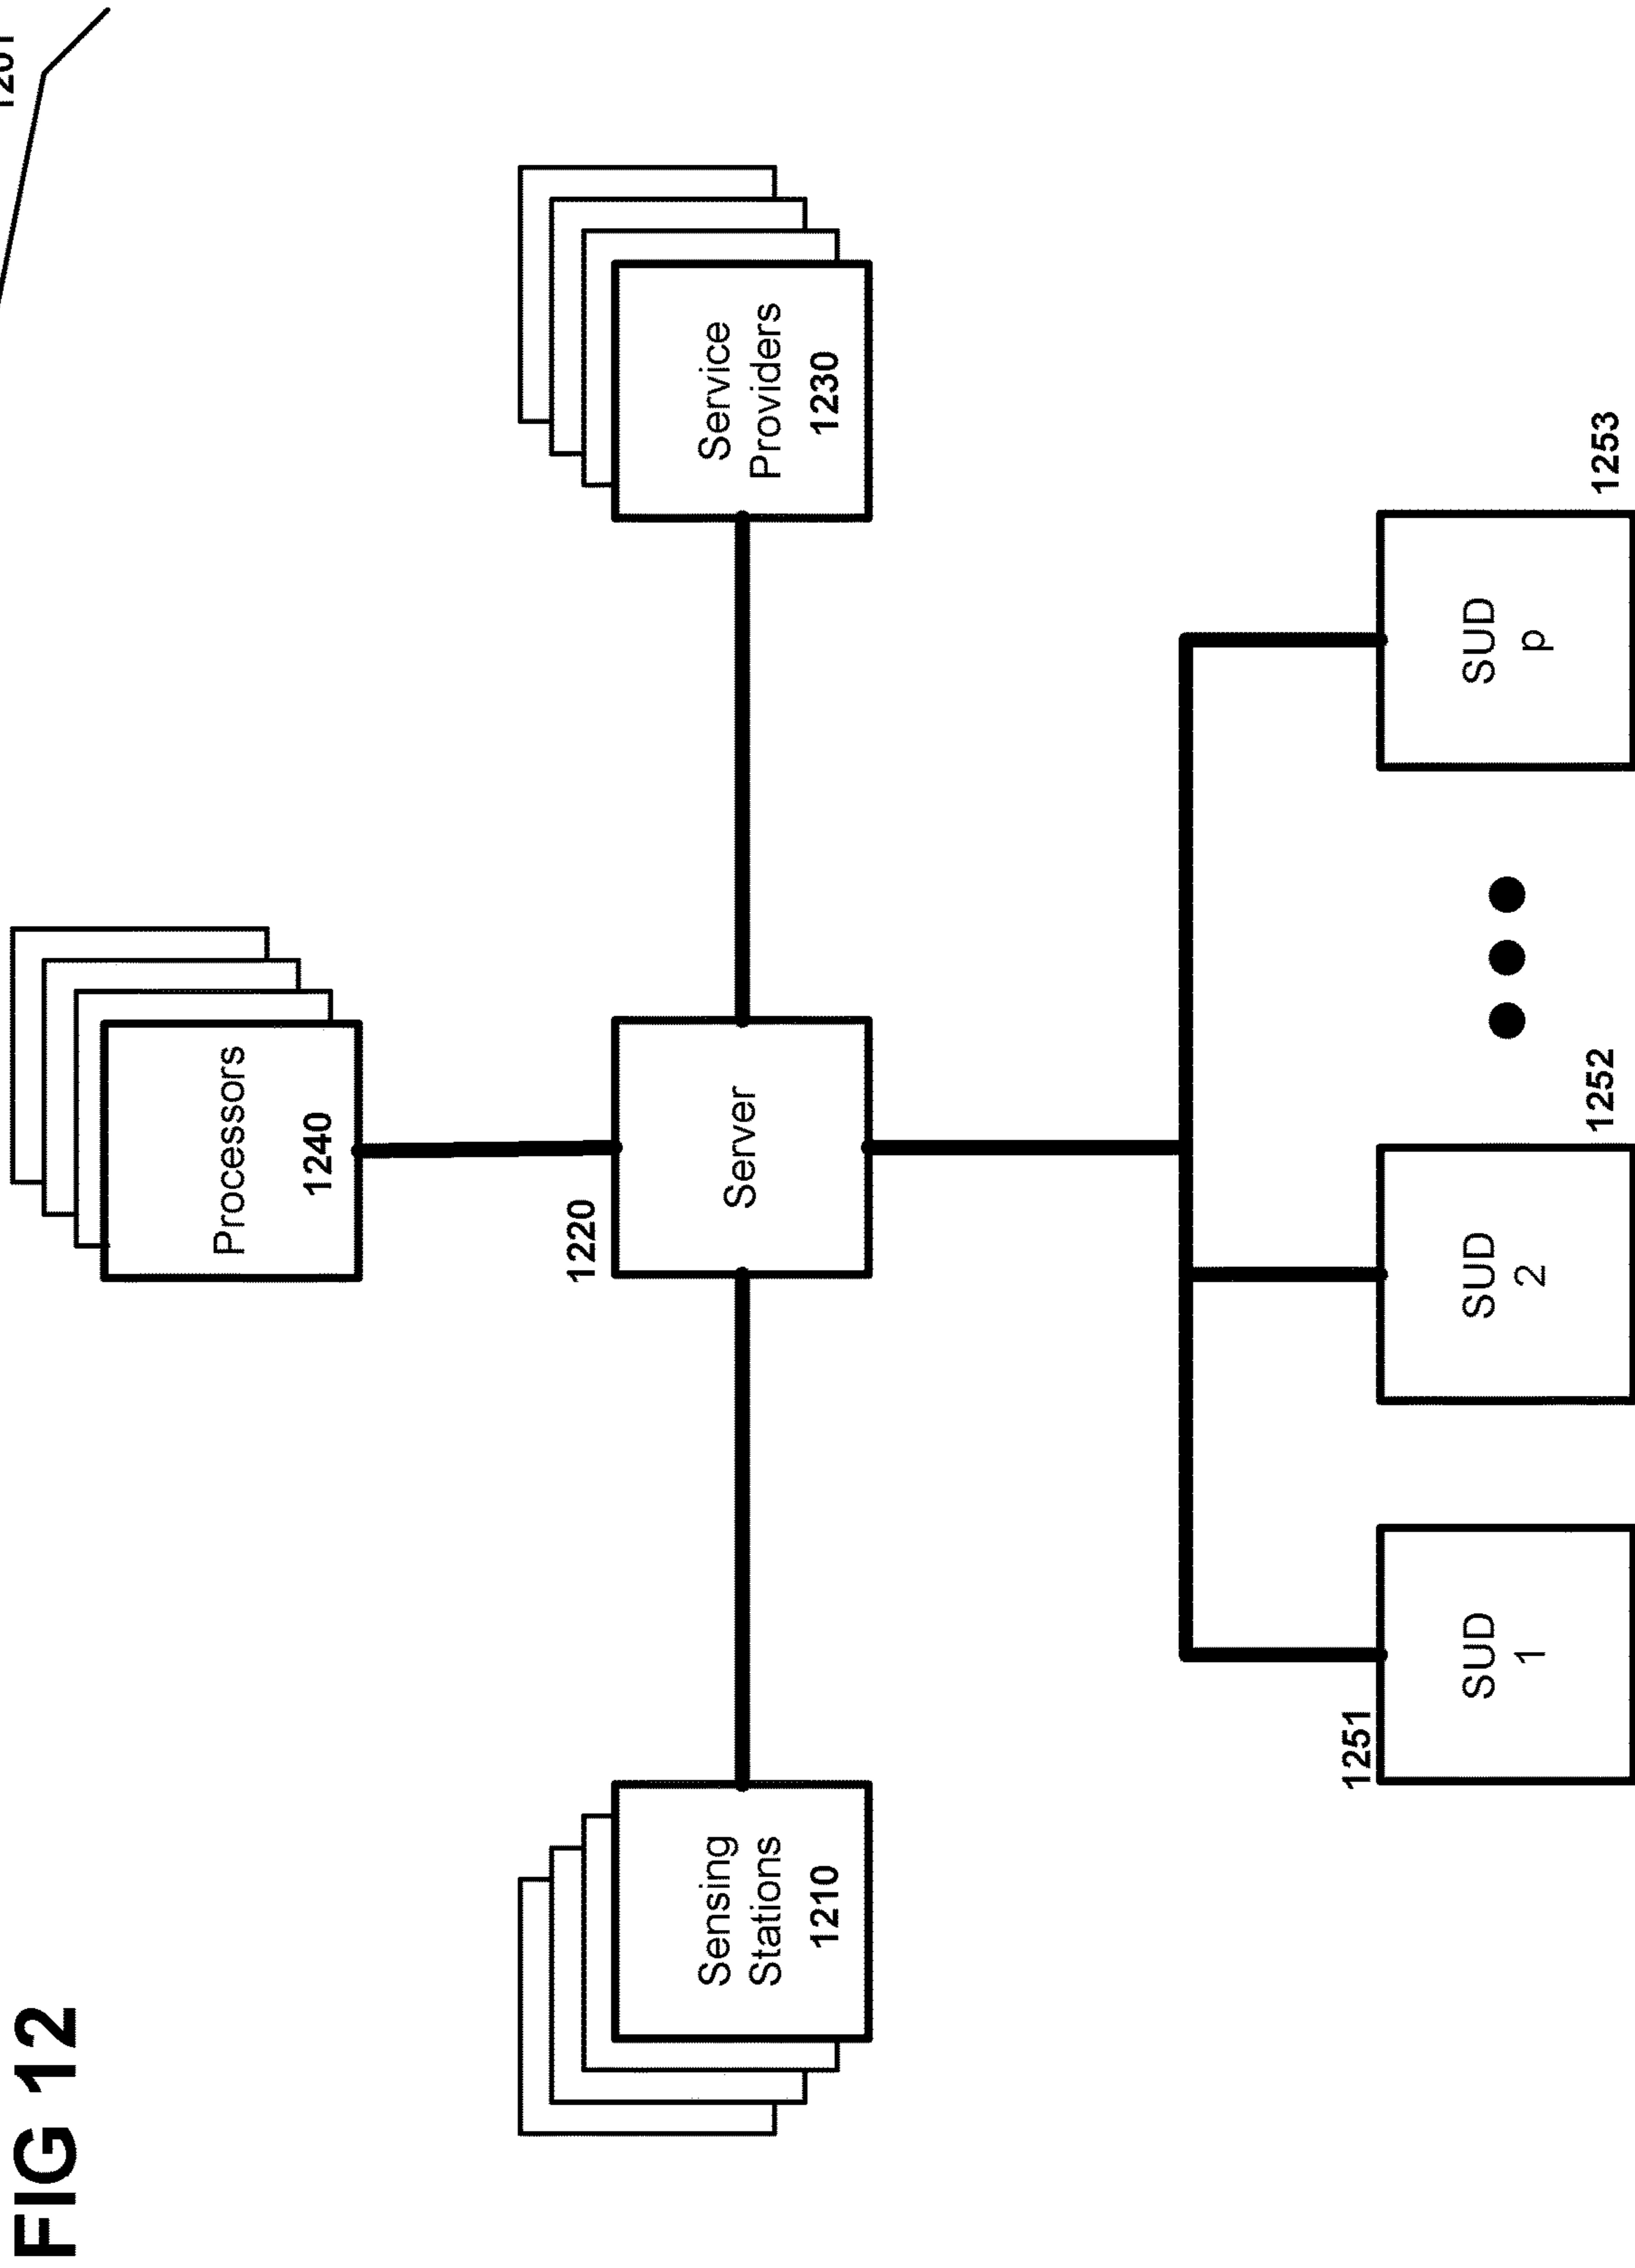 FIG 12
Processors
1240
1220
Sensing
Stations
1210
Server
Service
Providers
1230
1251
SUD
1
SUD
2
1252
SUD
p
1253